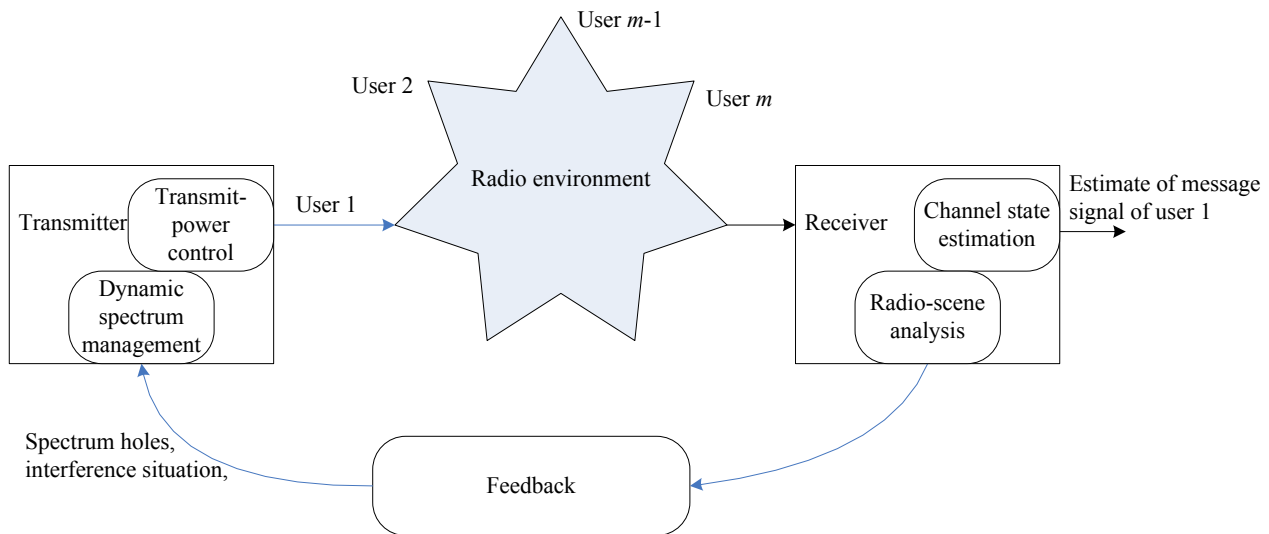 User m-1
User 2
User m
Radio environment
Transmitter
Transmit-
power
control
Dynamic
spectrum
management
User 1
Receiver
Channel state
estimation
Radio-scene
analysis
Estimate of message
signal of user 1
Spectrum holes,
interference situation,
Feedback